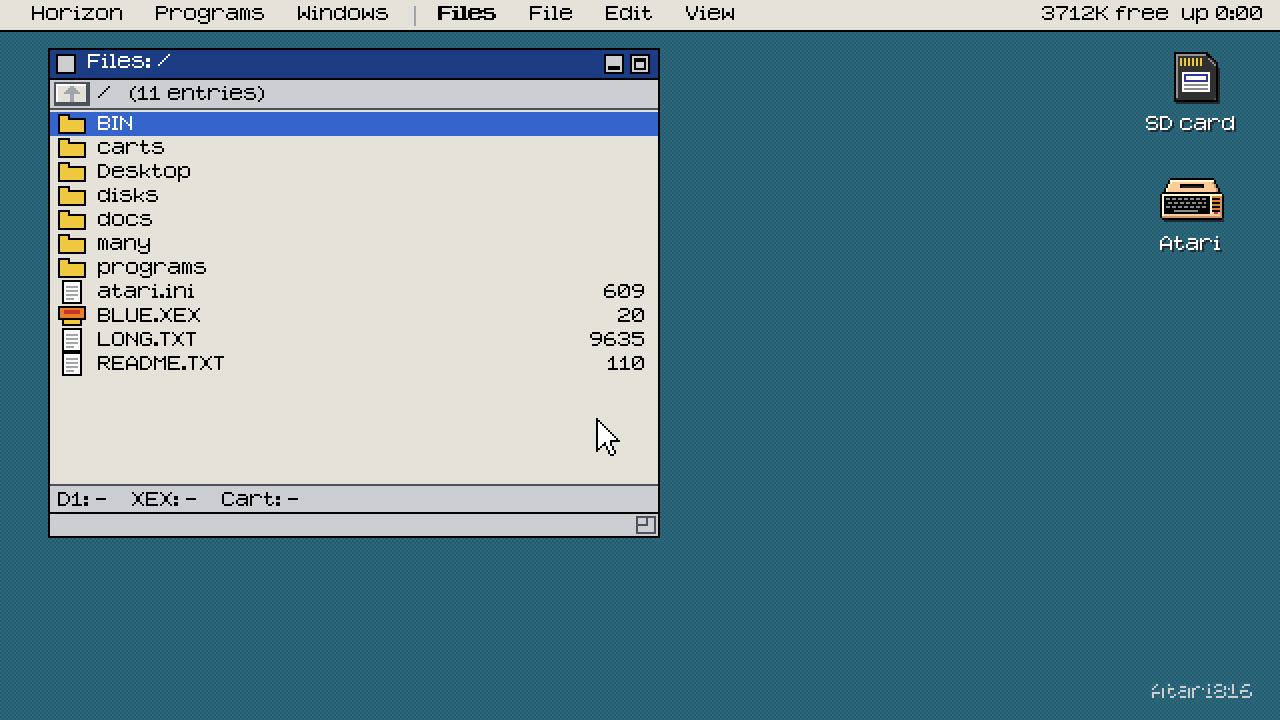 Horizon Programs Windows | Files File Edit View 3712K free up 0:00
Files: /
/ (11 entries)
BIN
carts
Desktop
disks
docs
many
programs
atari.ini 609
BLUE.XEX 20
LONG.TXT 9635
README.TXT 110
D1: - XEX: - Cart: -
SD card
Atari
Atari816